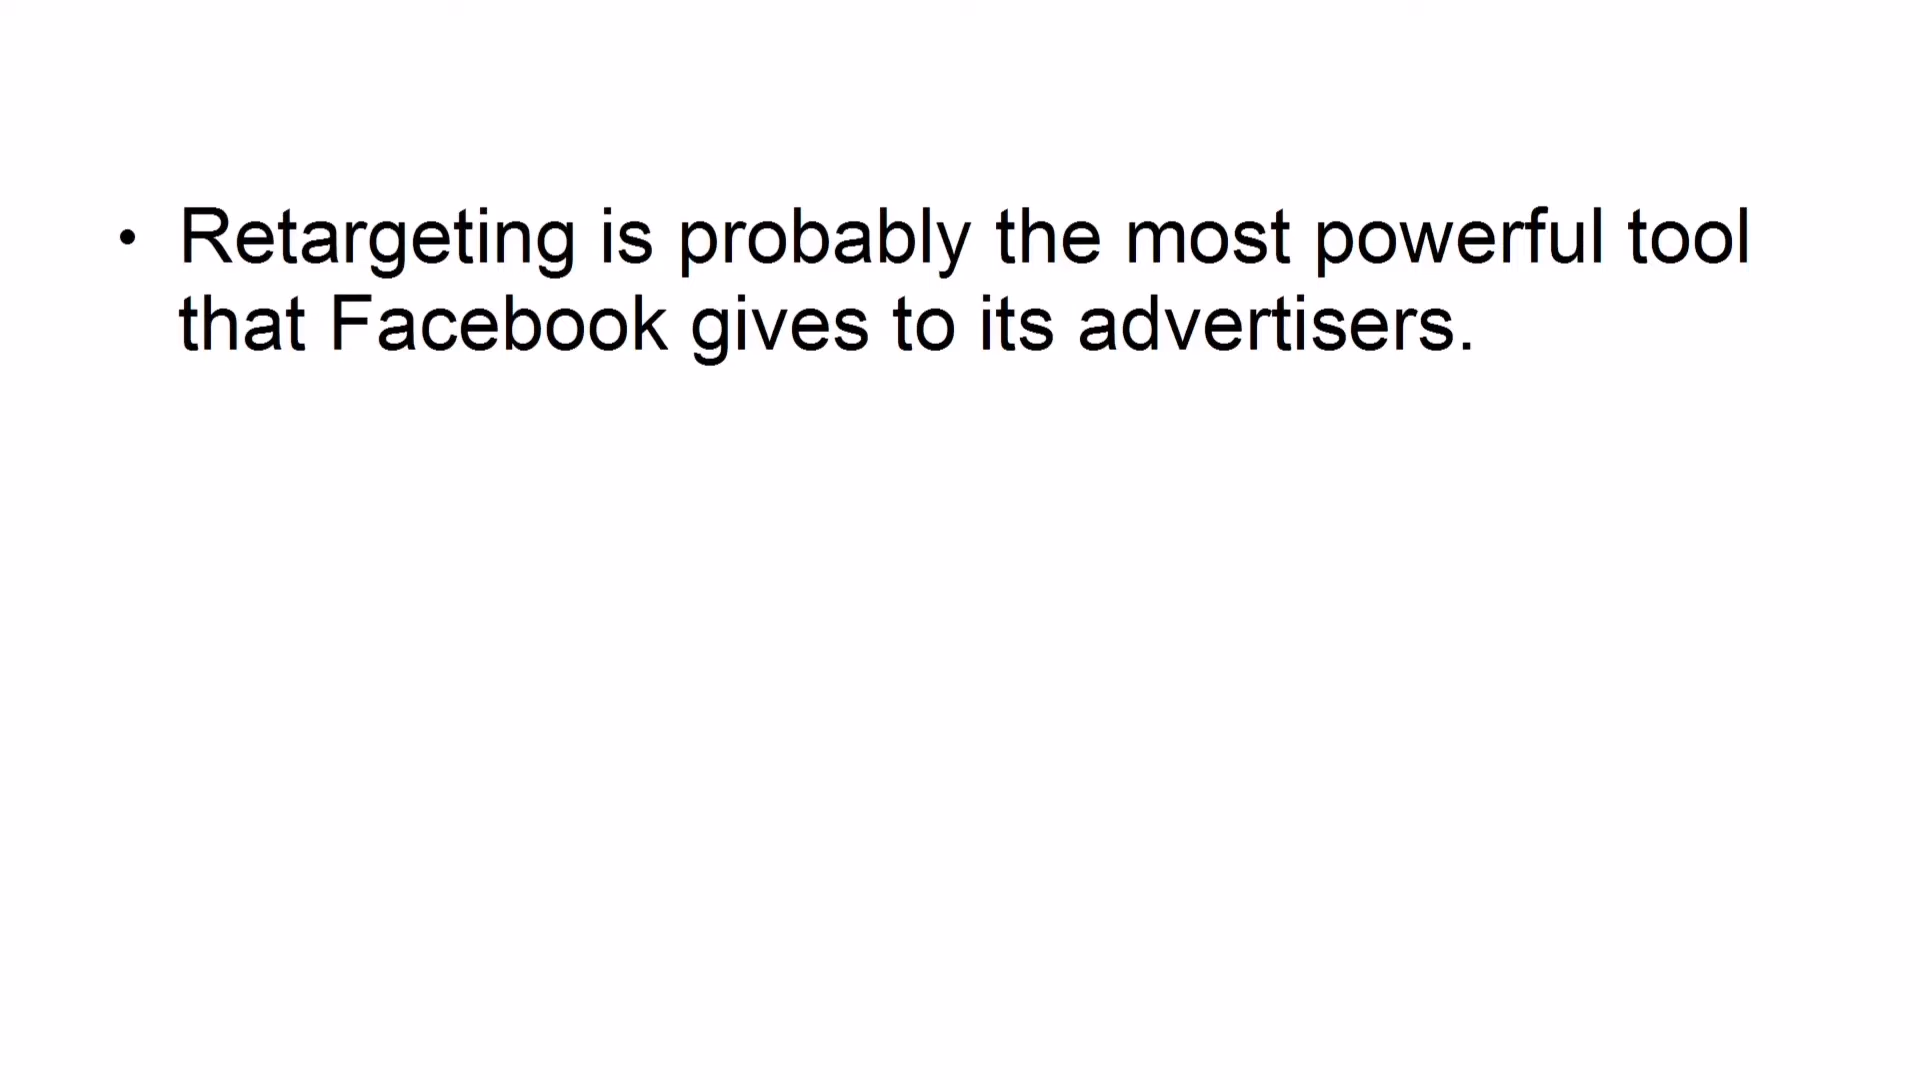 • Retargeting is probably the most powerful tool
that Facebook gives to its advertisers.